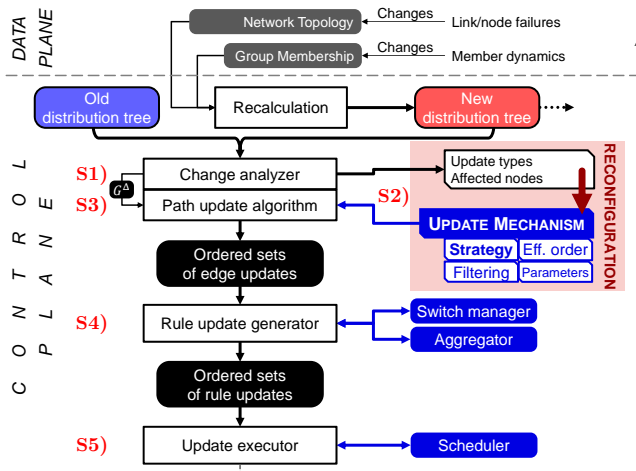 DATA
PLANE
Network Topology
Changes
Link/node failures
Group Membership
Changes
Member dynamics
Old
distribution tree
Recalculation
New
distribution tree
CONTROL
PLANE
S1)
Change analyzer
G^Δ
S3)
Path update algorithm
S2)
Update types
Affected nodes
RECONFIGURATION
UPDATE MECHANISM
Strategy
Eff. order
Filtering
Parameters
Ordered sets
of edge updates
S4)
Rule update generator
Switch manager
Aggregator
Ordered sets
of rule updates
S5)
Update executor
Scheduler